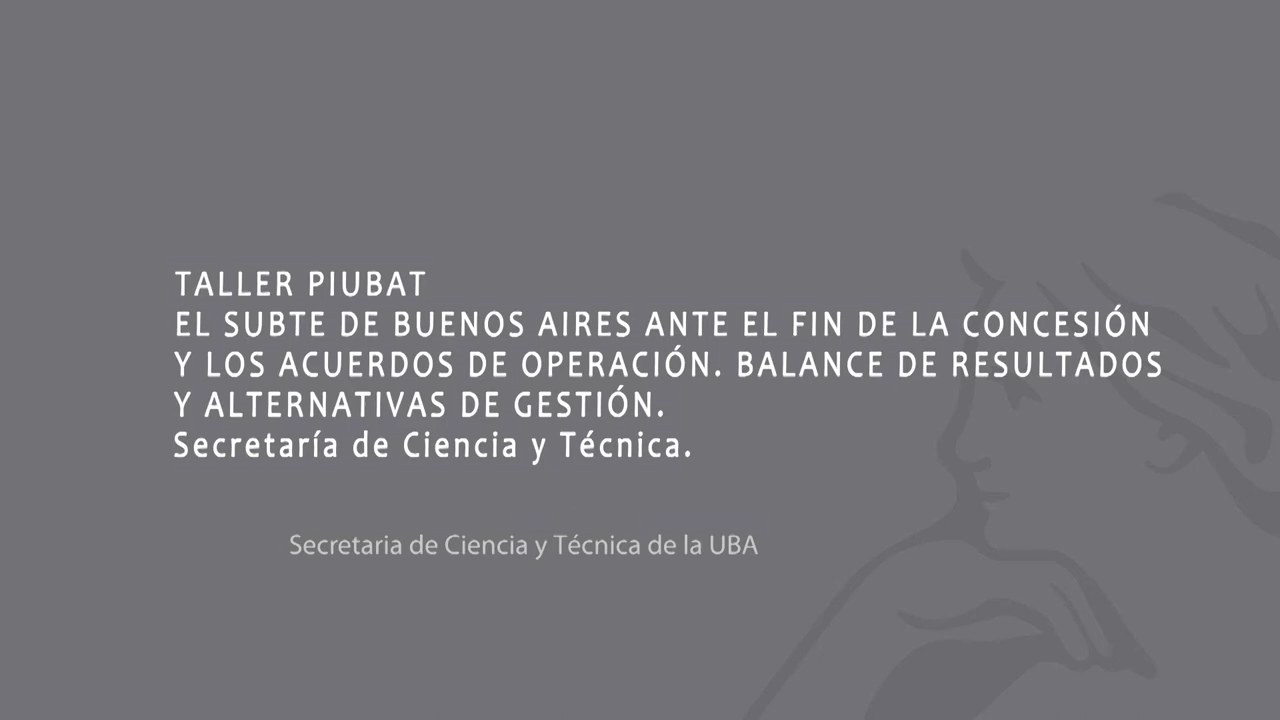 TALLER PIUBAT
EL SUBTE DE BUENOS AIRES ANTE EL FIN DE LA CONCESIÓN
Y LOS ACUERDOS DE OPERACIÓN. BALANCE DE RESULTADOS
Y ALTERNATIVAS DE GESTIÓN.
Secretaría de Ciencia y Técnica.
Secretaria de Ciencia y Técnica de la UBA